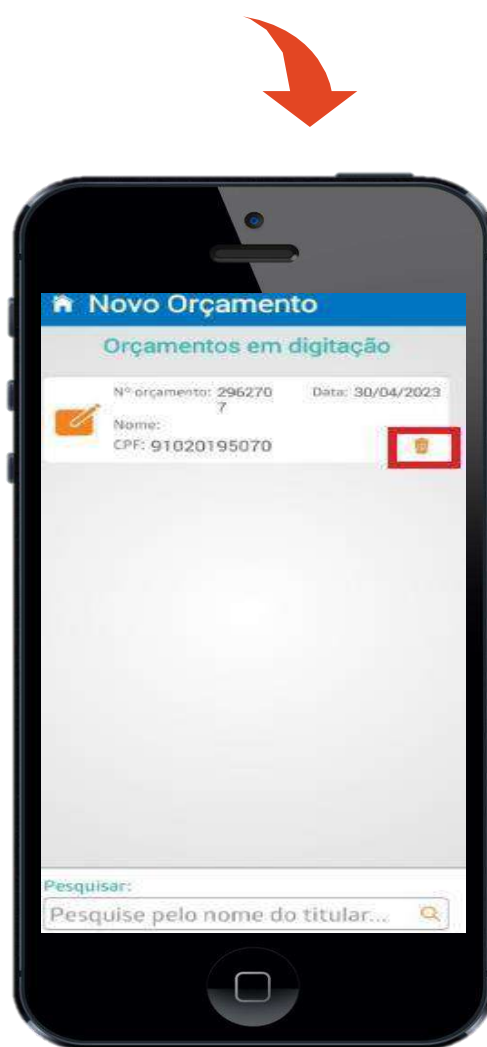 Novo Orçamento
Orçamentos em digitação
Nº orçamento: 296270 Data: 30/04/2023
7
Nome:
CPF: 91020195070
Pesquisar:
Pesquise pelo nome do titular...